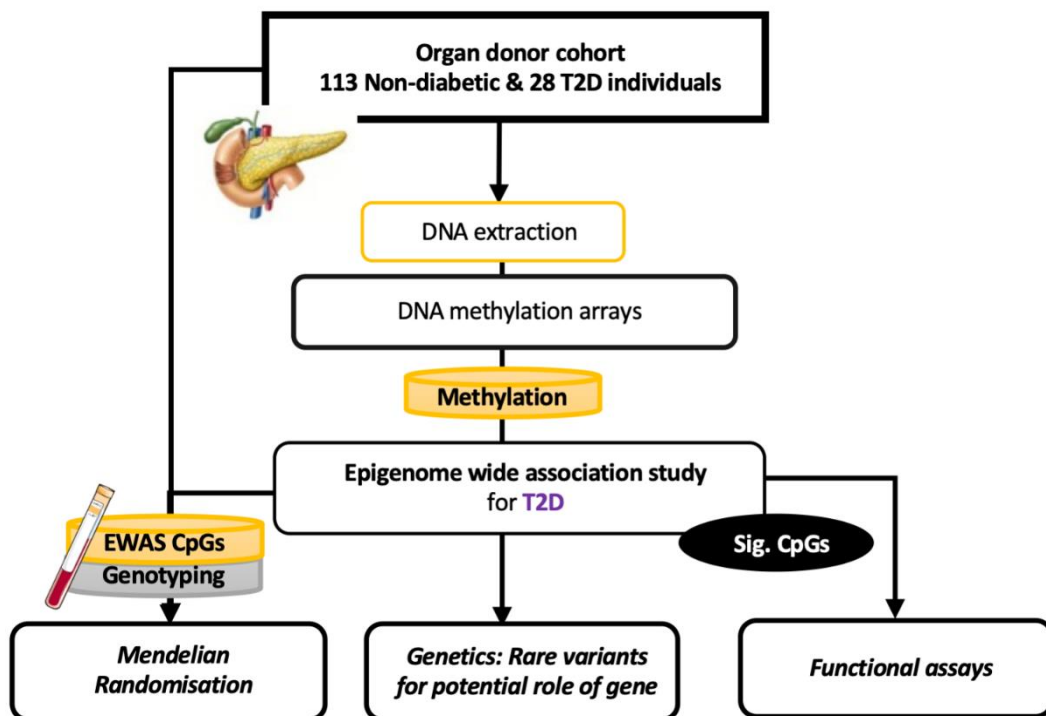 Organ donor cohort
113 Non-diabetic & 28 T2D individuals
DNA extraction
DNA methylation arrays
Methylation
Epigenome wide association study
for T2D
EWAS CpGs
Genotyping
Sig. CpGs
Mendelian
Randomisation
Genetics: Rare variants
for potential role of gene
Functional assays